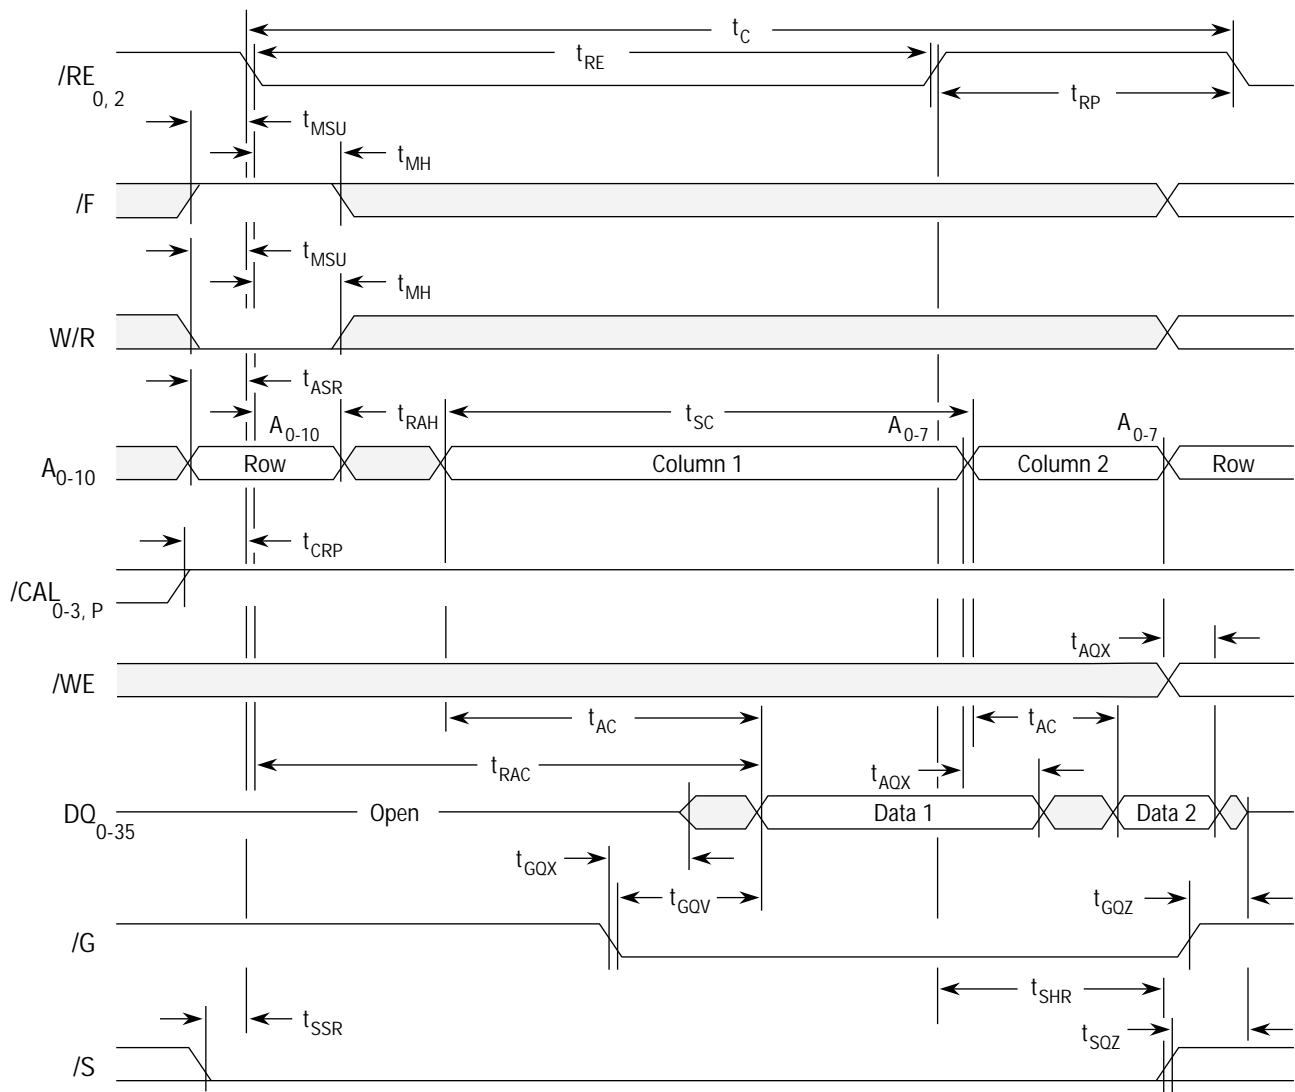 tC
tRE
/RE0, 2
tRP
tMSU
tMH
/F
tMSU
tMH
W/R
tASR
A0-10
tRAH
tSC
A0-7
A0-7
A0-10
Row
Column 1
Column 2
Row
tCRP
/CAL0-3, P
tAQX
/WE
tAC
tAC
tRAC
tAQX
DQ0-35
Open
Data 1
Data 2
tGQX
tGQV
tGQZ
/G
tSHR
tSSR
tSQZ
/S